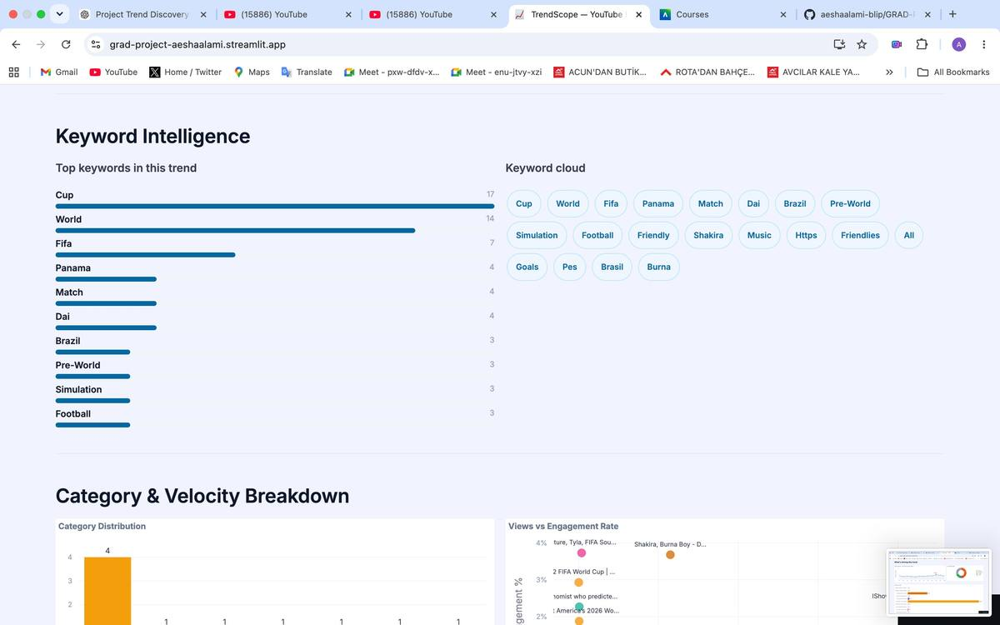 Project Trend Discovery
(15886) YouTube
(15886) YouTube
TrendScope — YouTube
Courses
aeshaalami-blip/GRAD-
grad-project-aeshaalami.streamlit.app
A
Gmail
YouTube
Home / Twitter
Maps
Translate
Meet - pxw-dfdv-x...
Meet - enu-jtvy-xzi
ACUN'DAN BUTİK...
ROTA'DAN BAHÇE...
AVCILAR KALE YA...
All Bookmarks
Keyword Intelligence
Top keywords in this trend
Cup 17
World 14
Fifa 7
Panama 4
Match 4
Dai 4
Brazil 3
Pre-World 3
Simulation 3
Football 3
Keyword cloud
Cup World Fifa Panama Match Dai Brazil Pre-World
Simulation Football Friendly Shakira Music Https Friendlies All
Goals Pes Brasil Burna
Category & Velocity Breakdown
Category Distribution
4
4
3
2
1 1 1 1 1 1 1
Views vs Engagement Rate
4%
3%
2%
gement %
ture, Tyla, FIFA Sou...
Shakira, Burna Boy - D...
2 FIFA World Cup | ...
nomist who predicte...
: America's 2026 Wo...
IShov